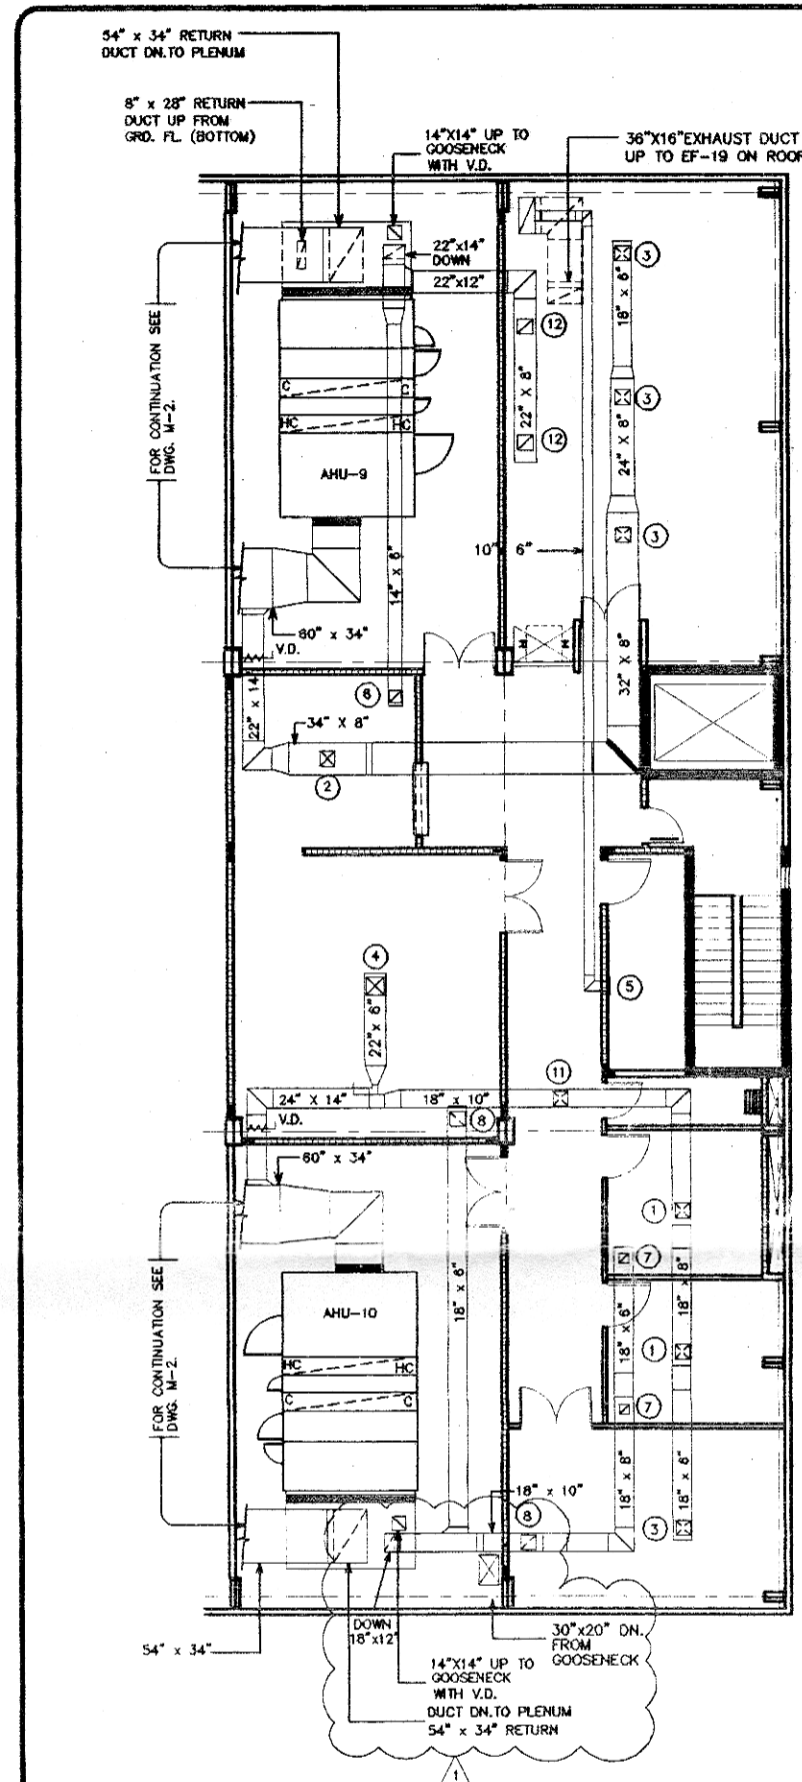 54" x 34" RETURN
DUCT DN.TO PLENUM
8" x 28" RETURN
DUCT UP FROM
GRD. FL. (BOTTOM)
14"X14" UP TO
GOOSENECK
WITH V.D.
36"X16"EXHAUST DUCT
UP TO EF-19 ON ROOF
22"x14"
DOWN
22"x12"
3
18" x 6"
12
22" X 8"
12
3
24" X 8"
3
FOR CONTINUATION SEE
DWG. M-2.
C
C
HC
HC
AHU-9
14"x 6"
10"
6"
60" x 34"
V.D.
22" x 14"
6
34" X 8"
2
32" X 8"
4
22"x 6"
5
11
24" X 14"
18" x 10"
V.D.
8
60" x 34"
1
7
18" x 8"
18" x 6"
18" X 6"
1
7
FOR CONTINUATION SEE
DWG. M-2.
AHU-10
HC
HC
C
C
18" x 10"
8
18" x 8"
18" x 6"
3
DOWN
18"x12"
54" x 34"
30"x20" DN.
FROM
GOOSENECK
14"X14" UP TO
GOOSENECK
WITH V.D.
DUCT DN.TO PLENUM
54" x 34" RETURN
1